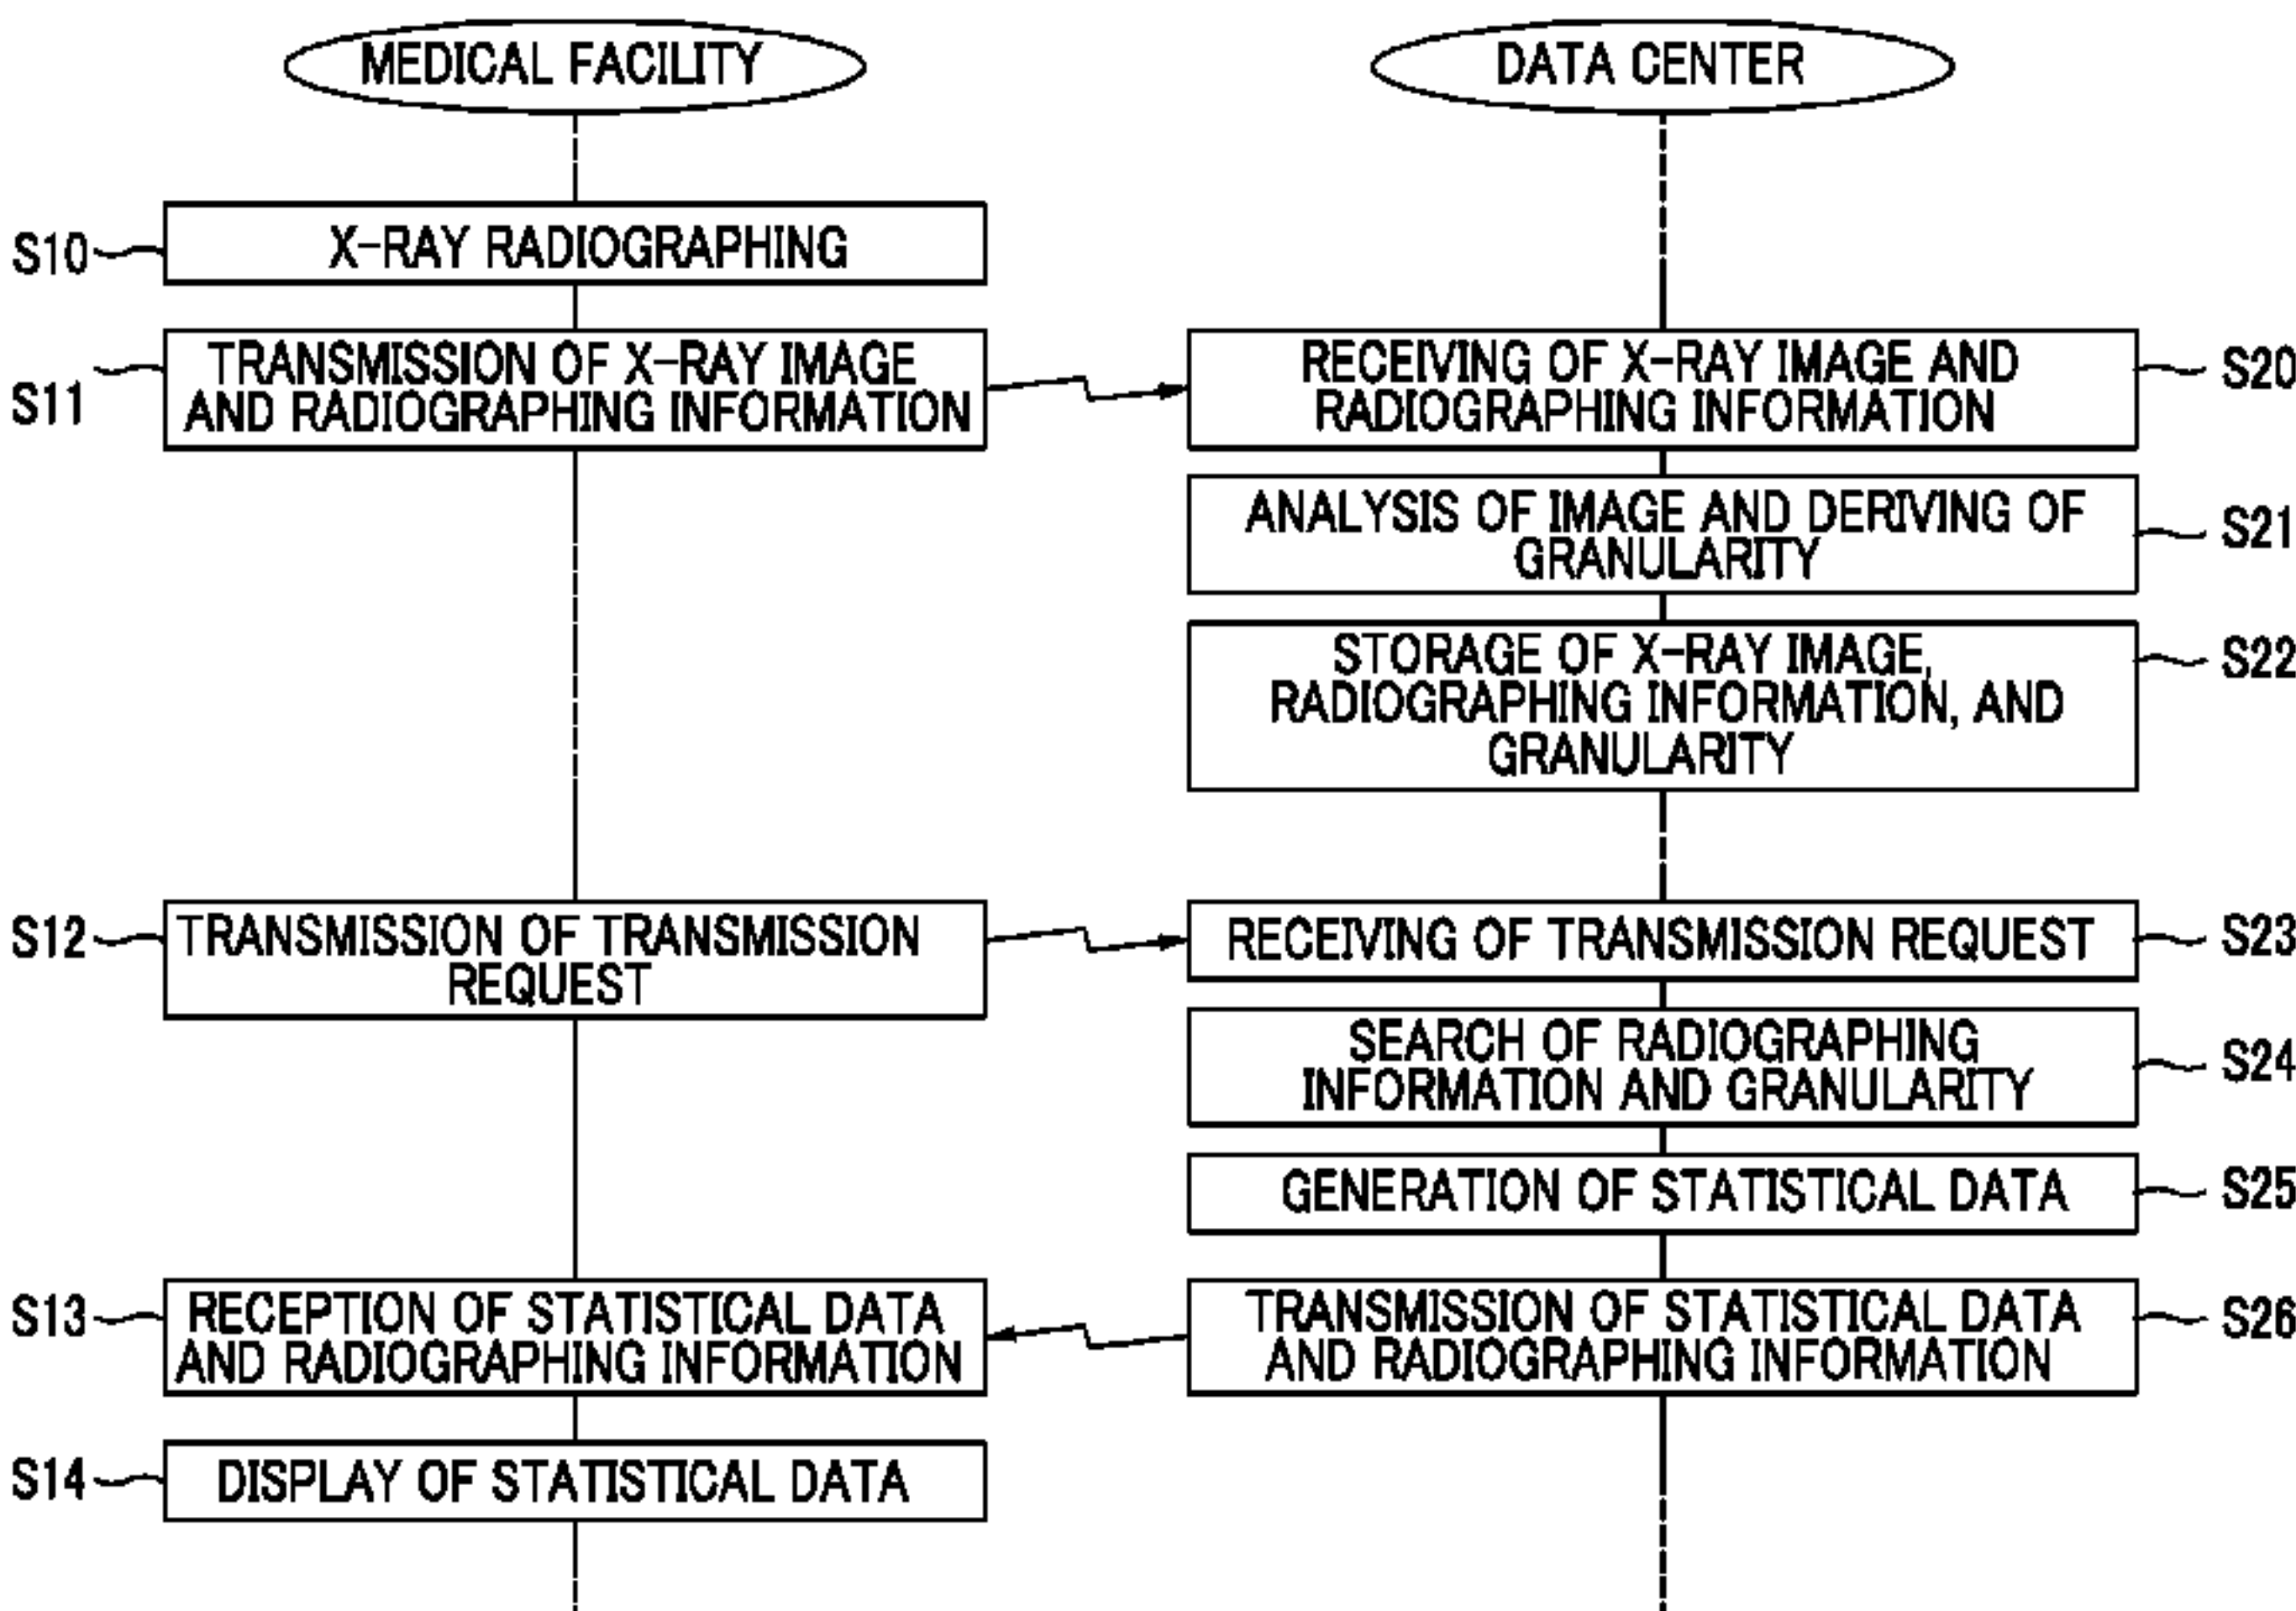 MEDICAL FACILITY
DATA CENTER
S10
X-RAY RADIOGRAPHING
S11
TRANSMISSION OF X-RAY IMAGE
AND RADIOGRAPHING INFORMATION
RECEIVING OF X-RAY IMAGE AND
RADIOGRAPHING INFORMATION
S20
ANALYSIS OF IMAGE AND DERIVING OF
GRANULARITY
S21
STORAGE OF X-RAY IMAGE,
RADIOGRAPHING INFORMATION, AND
GRANULARITY
S22
S12
TRANSMISSION OF TRANSMISSION
REQUEST
RECEIVING OF TRANSMISSION REQUEST
S23
SEARCH OF RADIOGRAPHING
INFORMATION AND GRANULARITY
S24
GENERATION OF STATISTICAL DATA
S25
S13
RECEPTION OF STATISTICAL DATA
AND RADIOGRAPHING INFORMATION
TRANSMISSION OF STATISTICAL DATA
AND RADIOGRAPHING INFORMATION
S26
S14
DISPLAY OF STATISTICAL DATA